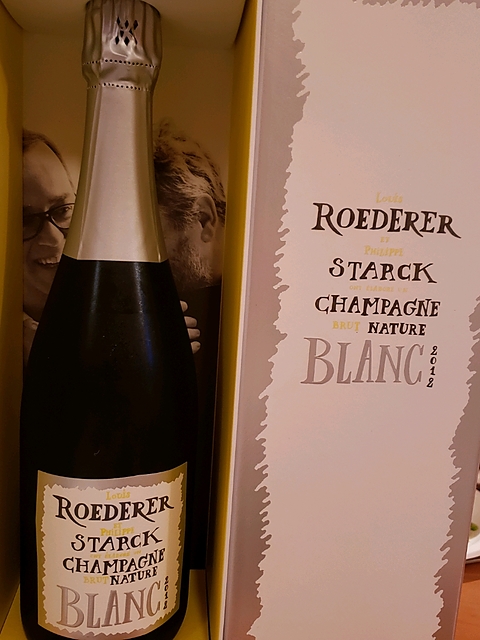 Louis
ROEDERER
ET
PHILIPPE
STARCK
CHAMPAGNE
BRUT NATURE
BLANC 2012
Louis
ROEDERER
ET
PHILIPPE
STARCK
CHAMPAGNE
BRUT NATURE
BLANC 2012